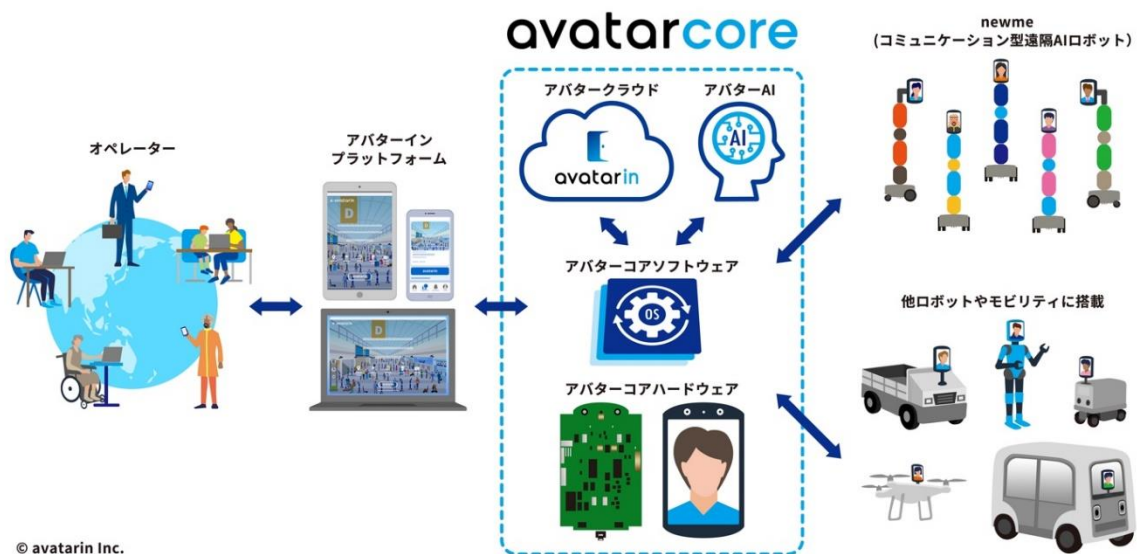 avatarcore
newme
(コミュニケーション型遠隔AIロボット)
アバタークラウド
アバターAI
オペレーター
アバターイン
プラットフォーム
AI
avatarin
D
D
アバターコアソフトウェア
OS
他ロボットやモビリティに搭載
D
アバターコアハードウェア
© avatarin Inc.